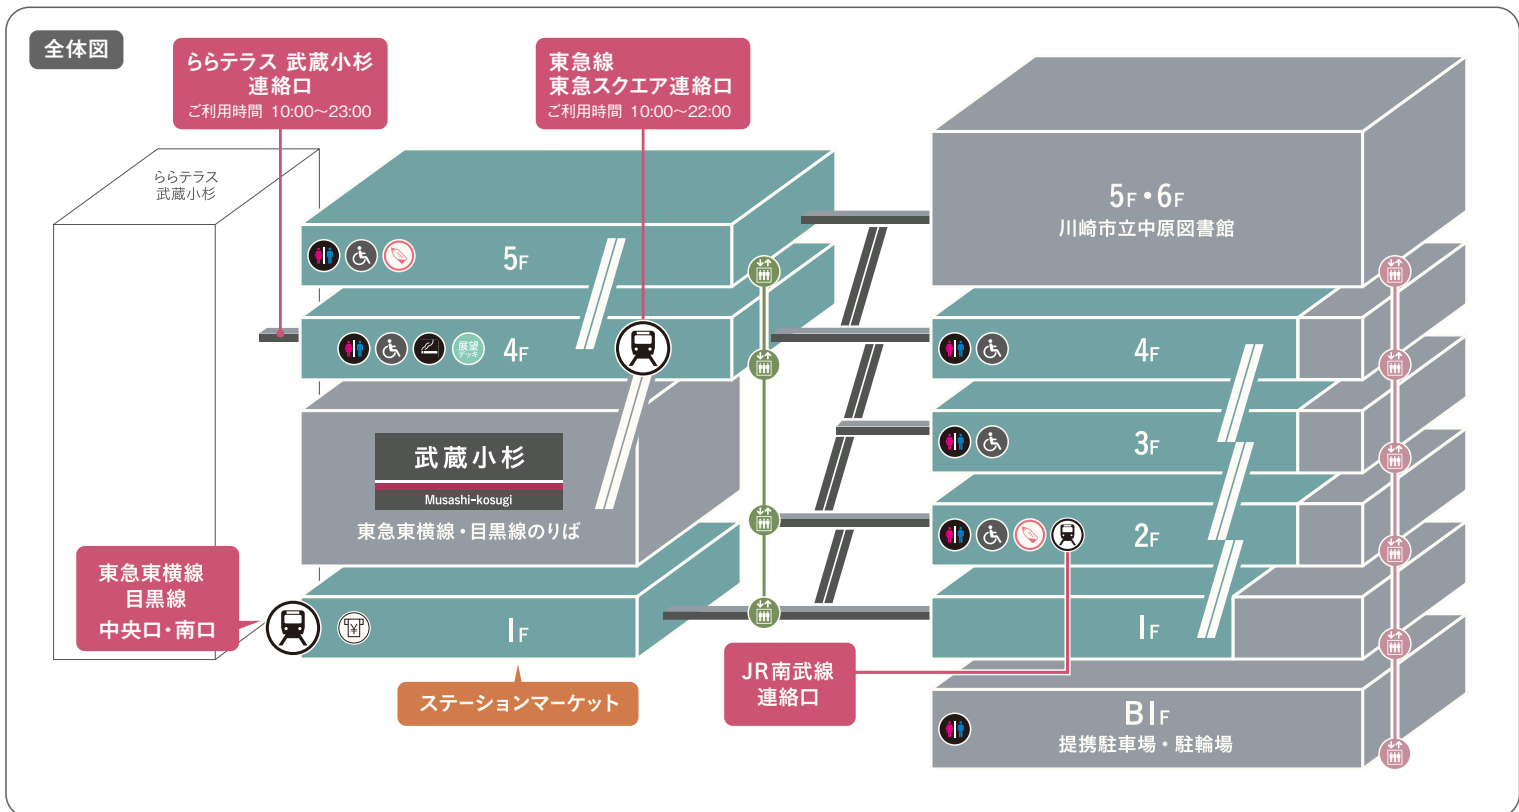 全体図
ららテラス 武蔵小杉
連絡口
ご利用時間 10:00〜23:00
東急線
東急スクエア連絡口
ご利用時間 10:00〜22:00
ららテラス
武蔵小杉
5F
4F
展望
デッキ
武蔵小杉
Musashi-kosugi
東急東横線・目黒線のりば
東急東横線
目黒線
中央口・南口
¥
1F
ステーションマーケット
5F・6F
川崎市立中原図書館
4F
3F
2F
1F
JR南武線
連絡口
B1F
提携駐車場・駐輪場